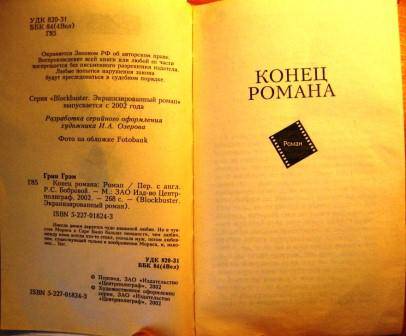 УДК 820-31
ББК 84(4Вел)
Г85
Охраняется Законом РФ об авторском праве.
Воспроизведение всей книги или любой ее части
воспрещается без письменного разрешения издателя.
Любые попытки нарушения закона
будут преследоваться в судебном порядке.
Серия «Blockbuster. Экранизированный роман»
выпускается с 2002 года
Разработка серийного оформления
художника И.А. Озерова
Фото на обложке Fotobank
Грин Грэм
Г85 Конец романа: Роман / Пер. с англ.
Р.С. Бобровой. — М.: ЗАО Изд-во Центр-
полиграф, 2002. — 268 с. — (Blockbuster.
Экранизированный роман).
ISBN 5-227-01824-3
УДК 820-31
ББК 84(4Вел)
© Перевод, ЗАО «Издательство
«Центрполиграф», 2002
© Художественное оформление
серии, ЗАО «Издательство
«Центрполиграф», 2002
ISBN 5-227-01824-3
КОНЕЦ
РОМАНА
Роман